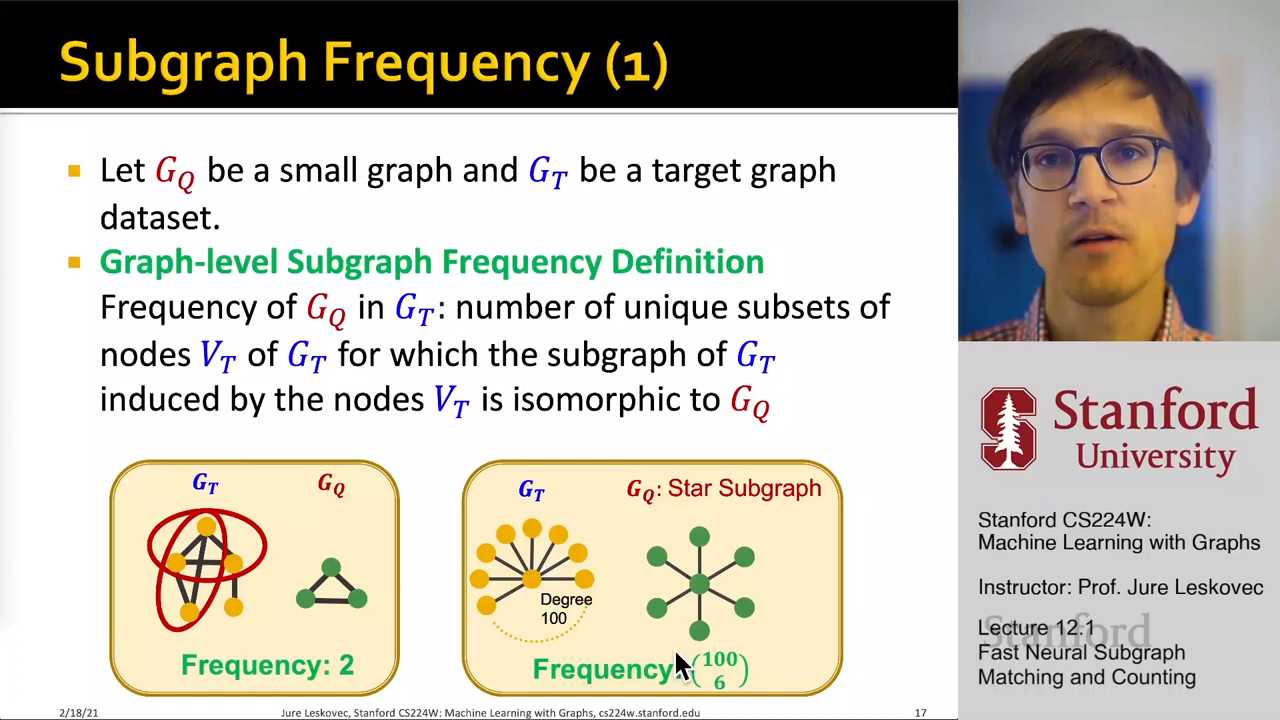 Subgraph Frequency (1)
Let G_Q be a small graph and G_T be a target graph
dataset.
Graph-level Subgraph Frequency Definition
Frequency of G_Q in G_T: number of unique subsets of
nodes V_T of G_T for which the subgraph of G_T
induced by the nodes V_T is isomorphic to G_Q
G_T
G_Q
Frequency: 2
G_T
G_Q: Star Subgraph
Degree
100
Frequency
(100
6)
2/18/21
Jure Leskovec, Stanford CS224W: Machine Learning with Graphs, cs224w.stanford.edu
17
S
Stanford
University
Stanford CS224W:
Machine Learning with Graphs
Instructor: Prof. Jure Leskovec
Stanford
Lecture 12.1
Fast Neural Subgraph
Matching and Counting